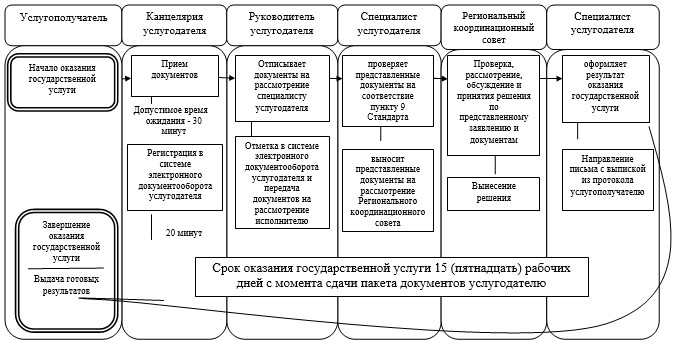 Услугополучатель
Канцелярия
услугодателя
Руководитель
услугодателя
Специалист
услугодателя
Региональный
координационный
совет
Специалист
услугодателя
Начало оказания
государственной
услуги
Прием
документов
Допустимое время
ожидания - 30
минут
Регистрация в
системе
электронного
документооборота
услугодателя
20 минут
Отписывает
документы на
рассмотрение
специалисту
услугодателя
Отметка в системе
электронного
документооборота
услугодателя и
передача
документов на
рассмотрение
исполнителю
проверяет
представленные
документы на
соответствие
пункту 9
Стандарта
выносит
представленные
документы на
рассмотрение
Регионального
координационного
совета
Проверка,
рассмотрение,
обсуждение и
принятия решения
по
представленному
заявлению и
документам
Вынесение
решения
оформляет
результат
оказания
государственной
услуги
Направление
письма с выпиской
из протокола
услугополучателю
Завершение
оказания
государственной
услуги
Выдача готовых
результатов
Срок оказания государственной услуги 15 (пятнадцать) рабочих
дней с момента сдачи пакета документов услугодателю